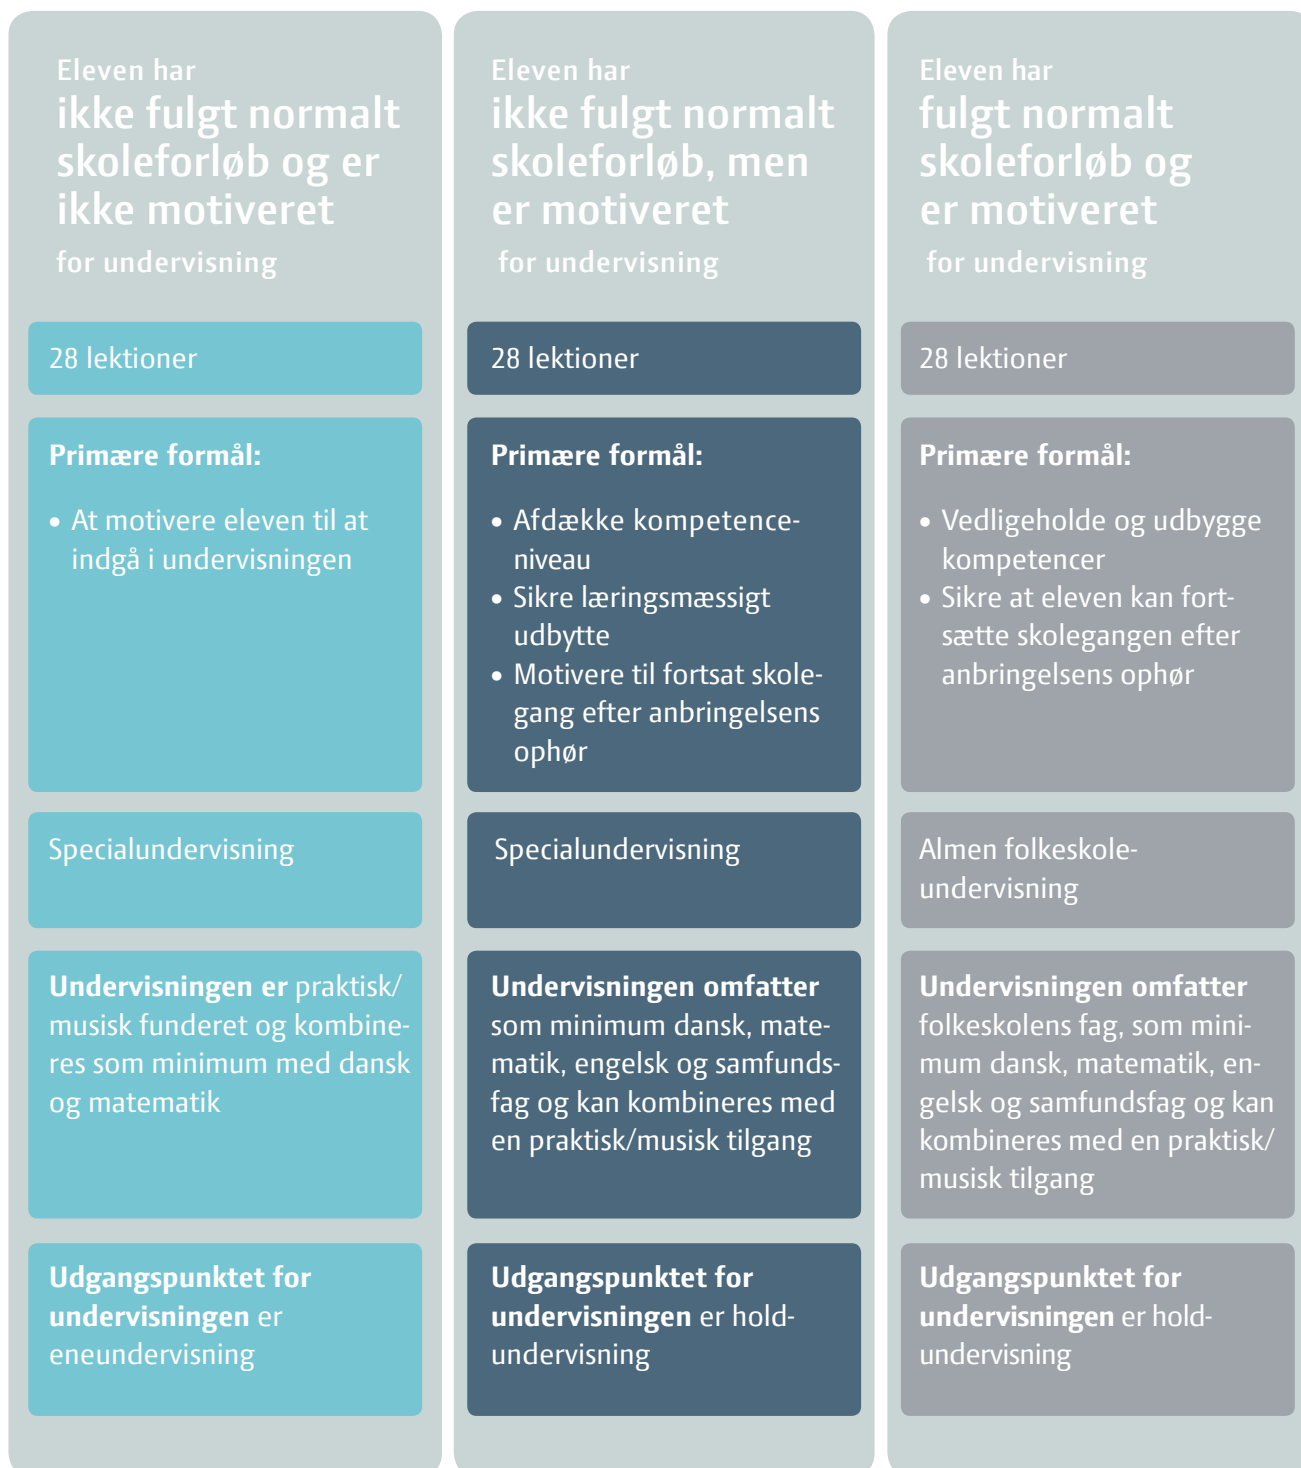 Eleven har
ikke fulgt normalt
skoleforløb og er
ikke motiveret
for undervisning
28 lektioner
Primære formål:
• At motivere eleven til at
indgå i undervisningen
Specialundervisning
Undervisningen er praktisk/
musisk funderet og kombine-
res som minimum med dansk
og matematik
Udgangspunktet for
undervisningen er
eneundervisning
Eleven har
ikke fulgt normalt
skoleforløb, men
er motiveret
for undervisning
28 lektioner
Primære formål:
• Afdække kompetence-
niveau
• Sikre læringsmæssigt
udbytte
• Motivere til fortsat skole-
gang efter anbringelsens
ophør
Specialundervisning
Undervisningen omfatter
som minimum dansk, mate-
matik, engelsk og samfunds-
fag og kan kombineres med
en praktisk/musisk tilgang
Udgangspunktet for
undervisningen er hold-
undervisning
Eleven har
fulgt normalt
skoleforløb og
er motiveret
for undervisning
28 lektioner
Primære formål:
• Vedligeholde og udbygge
kompetencer
• Sikre at eleven kan fort-
sætte skolegangen efter
anbringelsens ophør
Almen folkeskole-
undervisning
Undervisningen omfatter
folkeskolens fag, som mini-
mum dansk, matematik, en-
gelsk og samfundsfag og kan
kombineres med en praktisk/
musisk tilgang
Udgangspunktet for
undervisningen er hold-
undervisning